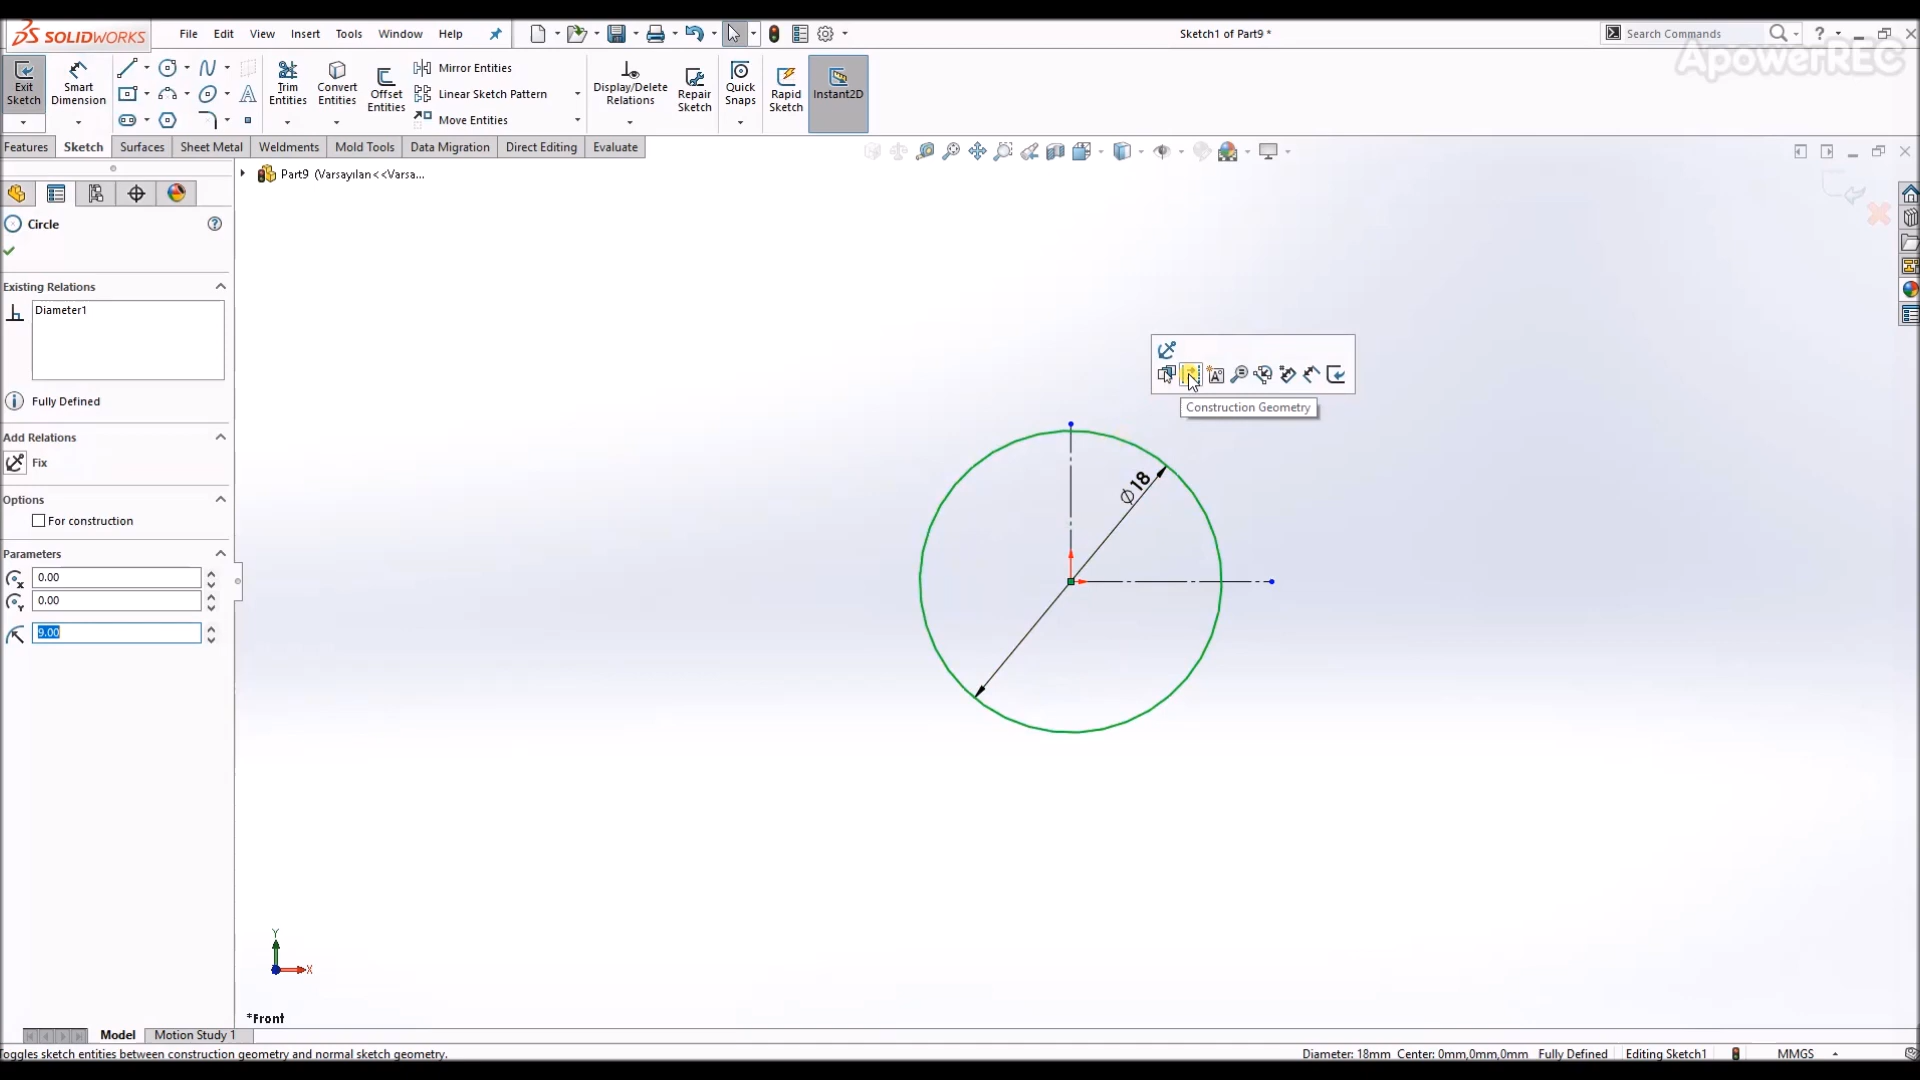 SOLIDWORKS
File
Edit
View
Insert
Tools
Window
Help
Sketch1 of Part9 *
Search Commands
?
ApowerREC
Exit Sketch
Smart Dimension
Trim Entities
Convert Entities
Offset Entities
Mirror Entities
Linear Sketch Pattern
Move Entities
Display/Delete Relations
Repair Sketch
Quick Snaps
Rapid Sketch
Instant2D
Features
Sketch
Surfaces
Sheet Metal
Weldments
Mold Tools
Data Migration
Direct Editing
Evaluate
Part9 (Varsayılan<<Varsa...
Circle
?
Existing Relations
Diameter1
Fully Defined
Add Relations
Fix
Options
For construction
Parameters
0.00
0.00
9.00
Construction Geometry
∅18
Y
X
*Front
Model
Motion Study 1
Toggles sketch entities between construction geometry and normal sketch geometry.
Diameter: 18mm Center: 0mm,0mm,0mm
Fully Defined
Editing Sketch1
MMGS